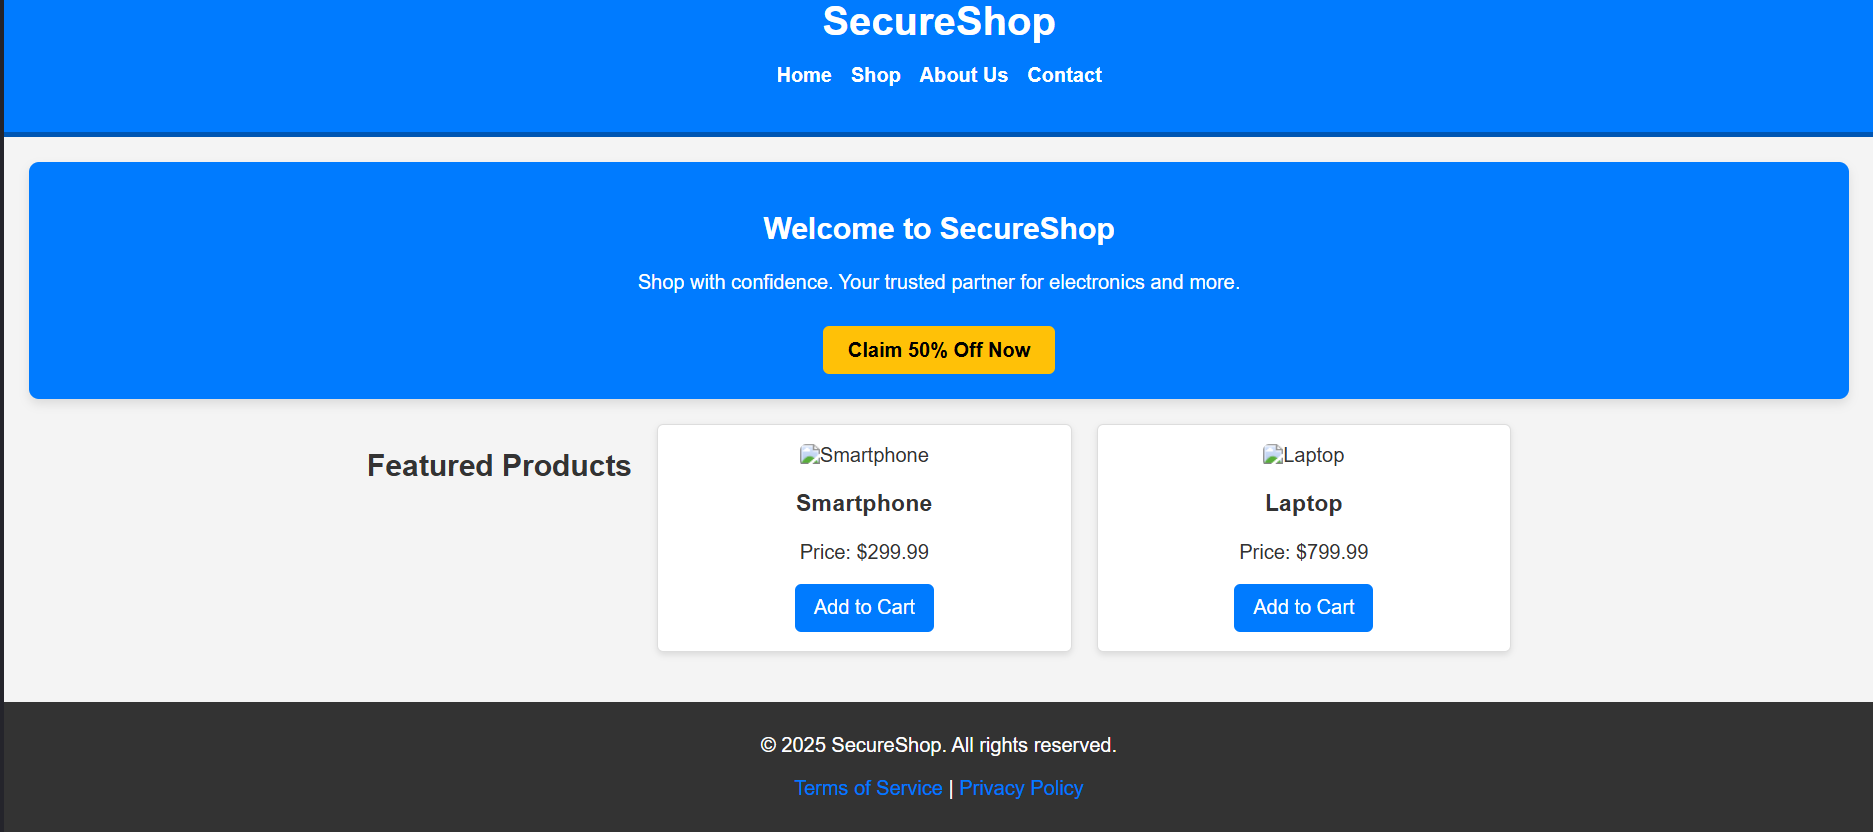 SecureShop
Home Shop About Us Contact
Welcome to SecureShop
Shop with confidence. Your trusted partner for electronics and more.
Claim 50% Off Now
Featured Products
Smartphone
Smartphone
Price: $299.99
Add to Cart
Laptop
Laptop
Price: $799.99
Add to Cart
© 2025 SecureShop. All rights reserved.
Terms of Service | Privacy Policy